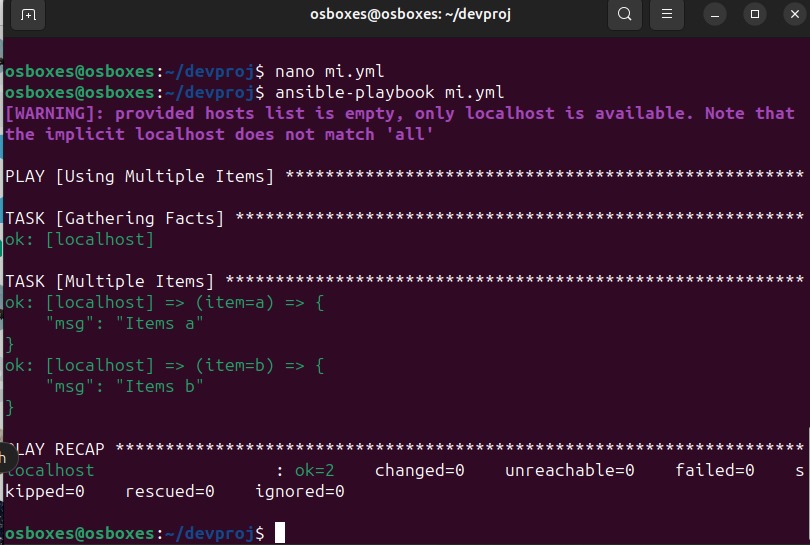 osboxes@osboxes: ~/devproj
osboxes@osboxes:~/devproj$ nano mi.yml
osboxes@osboxes:~/devproj$ ansible-playbook mi.yml
[WARNING]: provided hosts list is empty, only localhost is available. Note that
the implicit localhost does not match 'all'
PLAY [Using Multiple Items] ****************************************************
TASK [Gathering Facts] *********************************************************
ok: [localhost]
TASK [Multiple Items] **********************************************************
ok: [localhost] => (item=a) => {
    "msg": "Items a"
}
ok: [localhost] => (item=b) => {
    "msg": "Items b"
}
PLAY RECAP *********************************************************************
localhost                  : ok=2    changed=0    unreachable=0    failed=0    s
kipped=0    rescued=0    ignored=0
osboxes@osboxes:~/devproj$